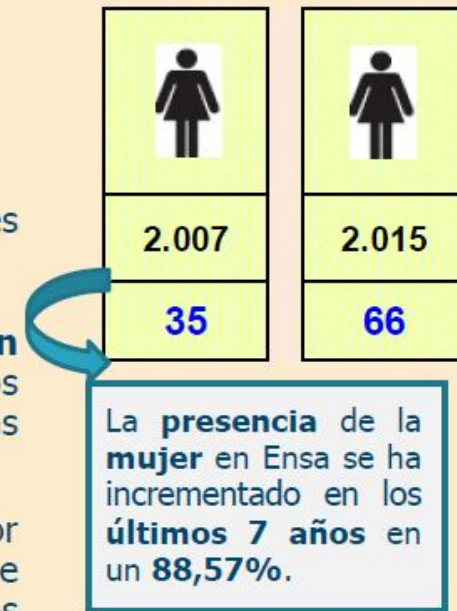 2.007
2.015
35
66
La presencia de la
mujer en Ensa se ha
incrementado en los
últimos 7 años en
un 88,57%.